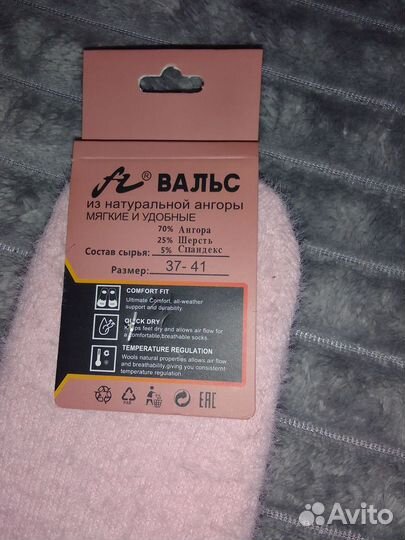 ® ВАЛЬС
из натуральной ангоры
МЯГКИЕ И УДОБНЫЕ
70% Ангора
25% Шерсть
Состав сырья: 5% Спандекс
Размер: 37-41
COMFORT FIT
Ultimate Comfort, all-weather
support and durability
QUICK DRY
Keeps feel dry and allows air flow for
a comfortable,breathable socks.
TEMPERATURE REGULATION
Wools natural properties allows air flow
and breathability,giving you consisternt
temperature regulation.
EAC
Avito